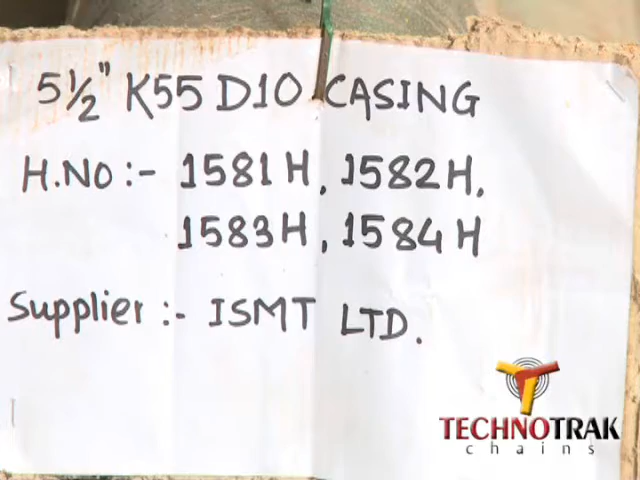 5½" K55 D10 CASING
H.NO :- 1581 H, 1582 H,
1583 H, 1584 H
Supplier :- ISMT LTD.
TECHNOTRAK
chains